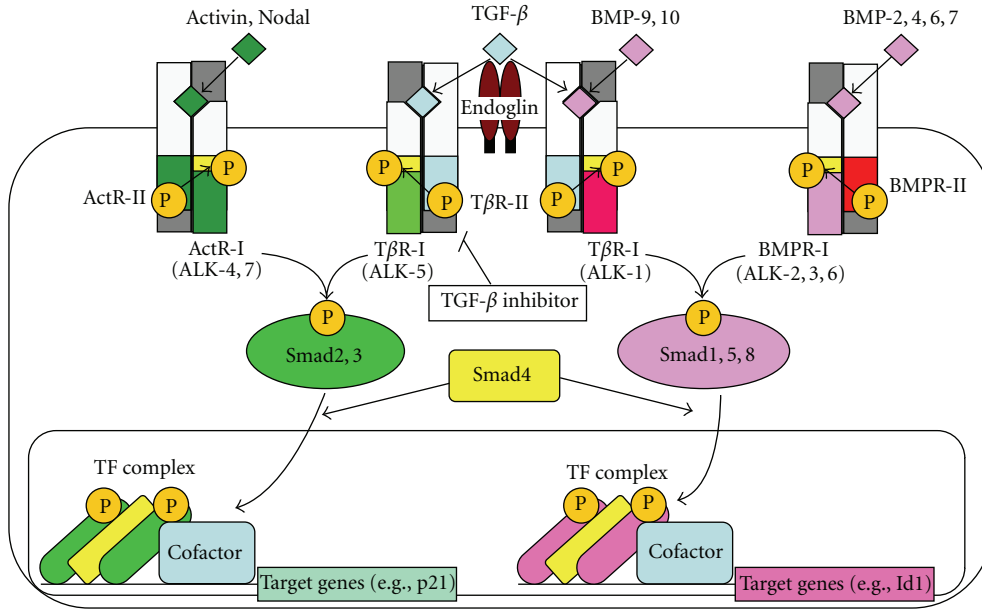 Activin, Nodal
TGF-β
BMP-9, 10
BMP-2, 4, 6, 7
Endoglin
P
P
P
P
P
P
P
P
ActR-II
TβR-II
BMPR-II
ActR-I
(ALK-4, 7)
TβR-I
(ALK-5)
TβR-I
(ALK-1)
BMPR-I
(ALK-2, 3, 6)
TGF-β inhibitor
P
P
Smad2, 3
Smad1, 5, 8
Smad4
TF complex
TF complex
P
P
P
P
Cofactor
Cofactor
Target genes (e.g., p21)
Target genes (e.g., Id1)